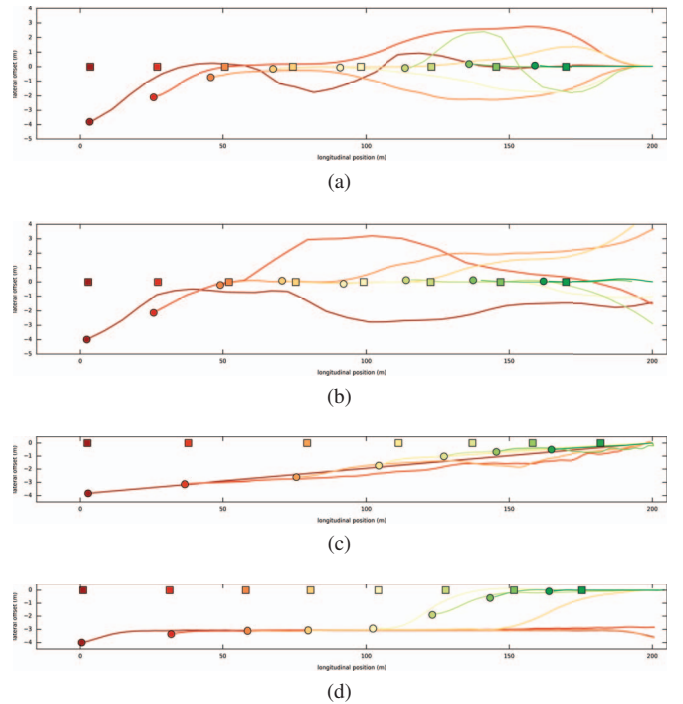 4
3
2
1
0
−1
−2
−3
−4
−5
lateral offset (m)
0 50 100 150 200
longitudinal position (m)
(a)
4
3
2
1
0
−1
−2
−3
−4
−5
lateral offset (m)
0 50 100 150 200
longitudinal position (m)
(b)
0
−1
−2
−3
−4
lateral offset (m)
0 50 100 150 200
longitudinal position (m)
(c)
0
−1
−2
−3
−4
lateral offset (m)
0 50 100 150 200
longitudinal position (m)
(d)